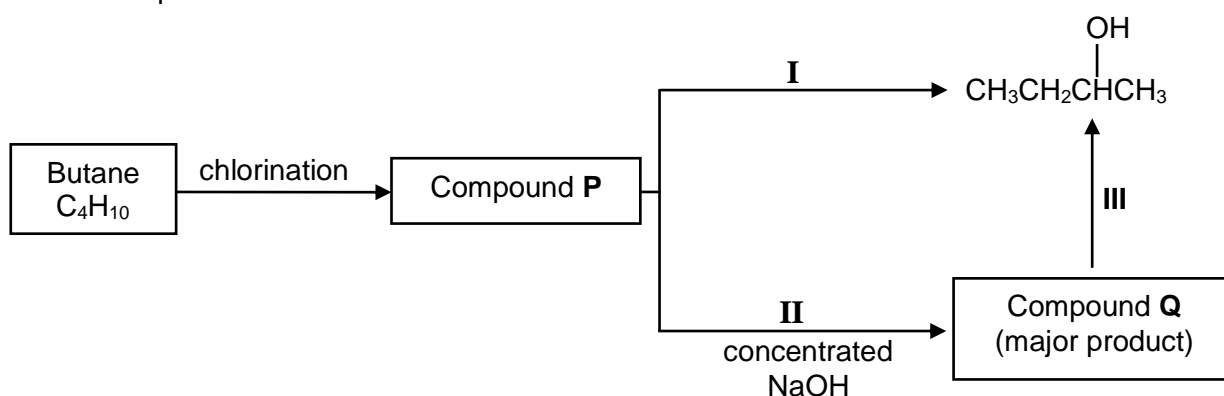 OH
I
CH₃CH₂CHCH₃
Butane
C₄H₁₀
chlorination
Compound P
III
II
concentrated
NaOH
Compound Q
(major product)